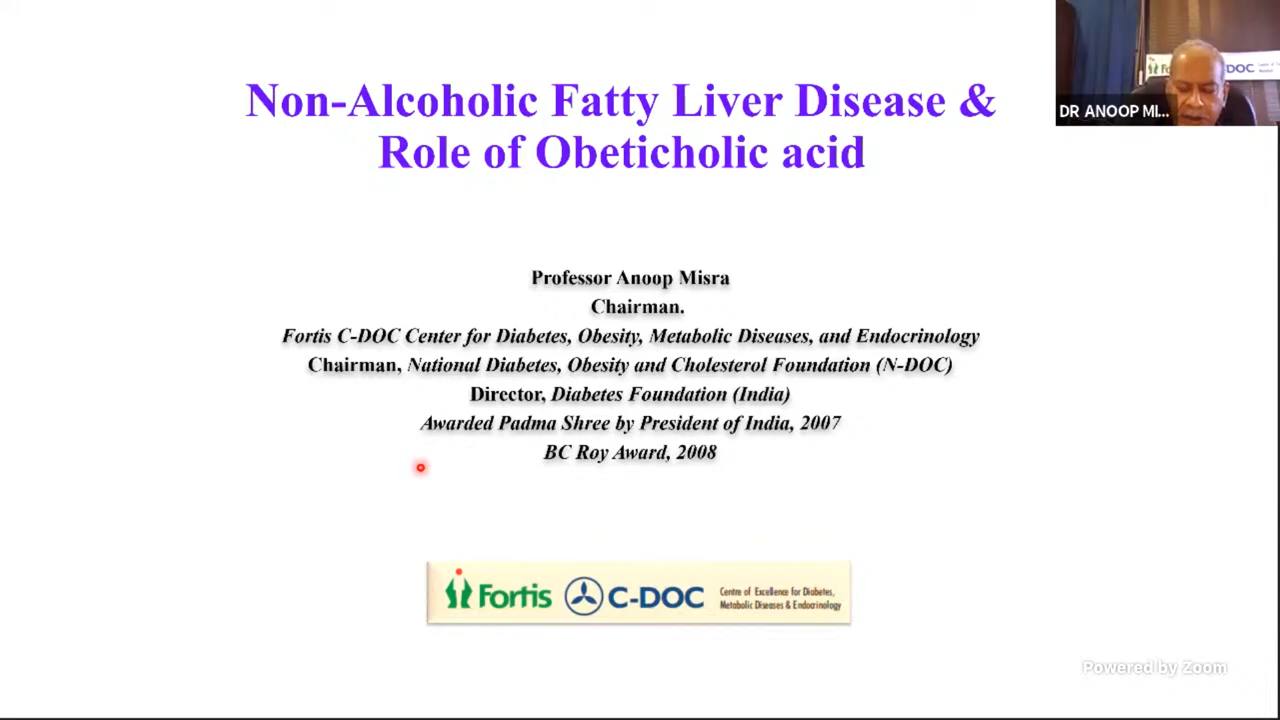 Non-Alcoholic Fatty Liver Disease &
Role of Obeticholic acid
DR ANOOP MI...
DOC
Professor Anoop Misra
Chairman.
Fortis C-DOC Center for Diabetes, Obesity, Metabolic Diseases, and Endocrinology
Chairman, National Diabetes, Obesity and Cholesterol Foundation (N-DOC)
Director, Diabetes Foundation (India)
Awarded Padma Shree by President of India, 2007
BC Roy Award, 2008
Fortis C-DOC Centre of Excellence for Diabetes,
Metabolic Diseases & Endocrinology
Powered by Zoom